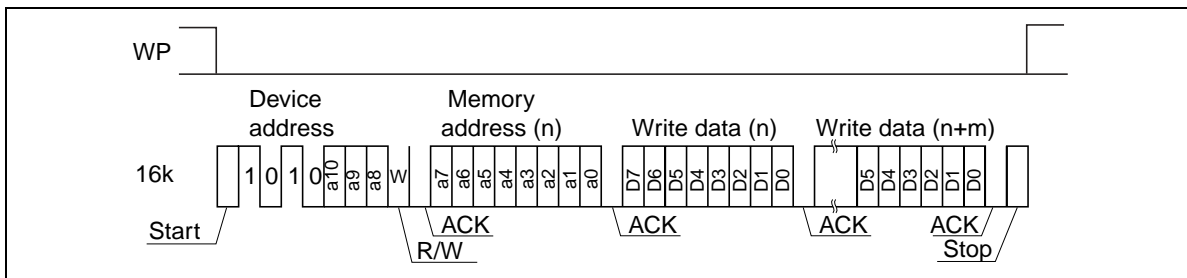 WP
Device address
Memory address (n)
Write data (n)
Write data (n+m)
16k
1 0 1 0 a10 a9 a8 W
a7 a6 a5 a4 a3 a2 a1 a0
D7 D6 D5 D4 D3 D2 D1 D0
D5 D4 D3 D2 D1 D0
Start
R/W
ACK
ACK
ACK
ACK
Stop